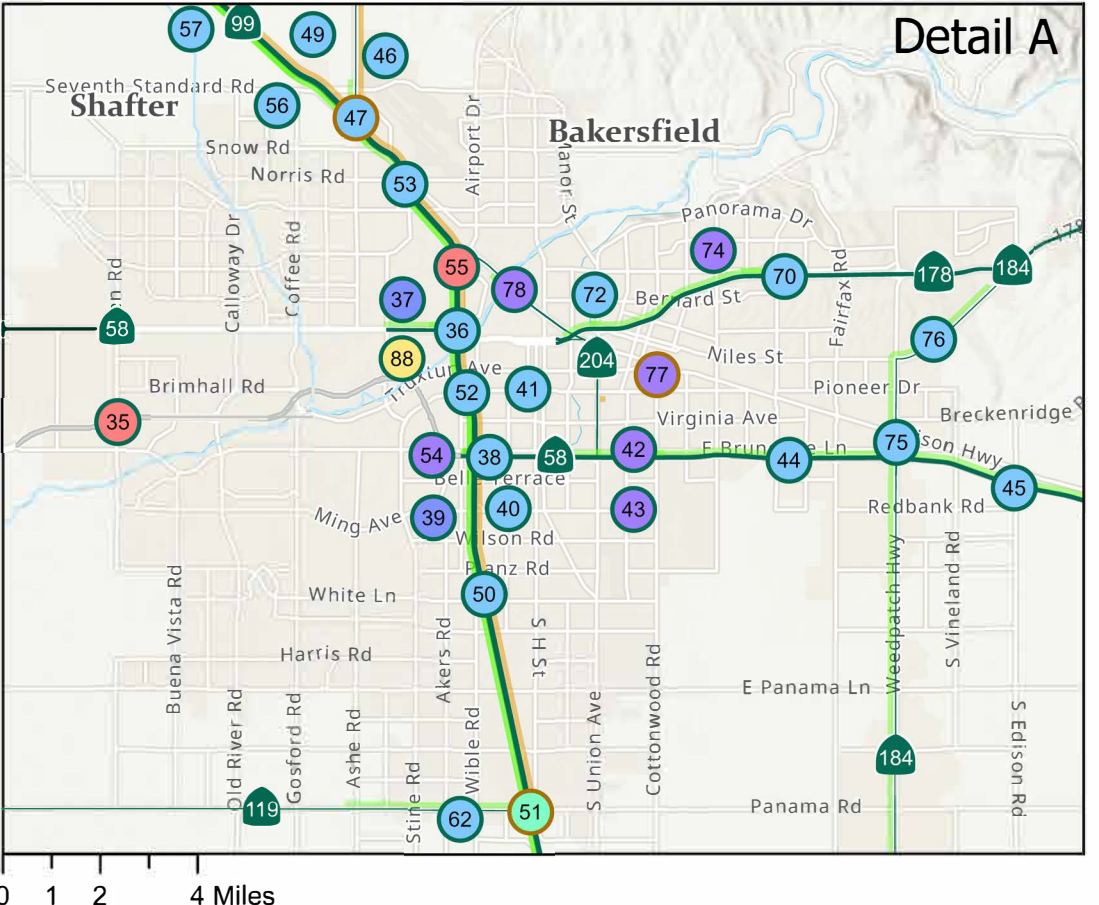 Detail A
57
99
49
46
Seventh Standard Rd
Shafter
56
47
Bakersfield
Snow Rd
Airport Dr
Manor St
Norris Rd
53
Panorama Dr
Calloway Dr
Coffee Rd
74
178
55
78
70
178
184
37
72
Bernard St
Fairfax Rd
58
36
76
88
204
Niles St
Truxtun Ave
77
Brimhall Rd
52
41
Pioneer Dr
35
Virginia Ave
Breckenridge
54
38
58
42
44
75
45
Belle Terrace
39
40
43
Redbank Rd
Ming Ave
Wilson Rd
Planz Rd
50
White Ln
Weedpatch Hwy
S Vineland Rd
Buena Vista Rd
Akers Rd
S H St
Harris Rd
Cottonwood Rd
E Panama Ln
Old River Rd
Gosford Rd
Ashe Rd
Wible Rd
S Union Ave
S Edison Rd
184
Stine Rd
119
62
51
Panama Rd
0 1 2 4 Miles